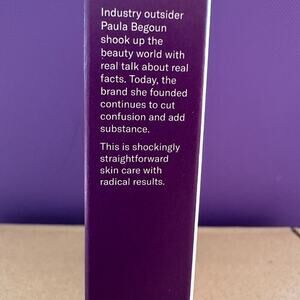 Industry outsider
Paula Begoun
shook up the
beauty world with
real talk about real
facts. Today, the
brand she founded
continues to cut
confusion and add
substance.
This is shockingly
straightforward
skin care with
radical results.